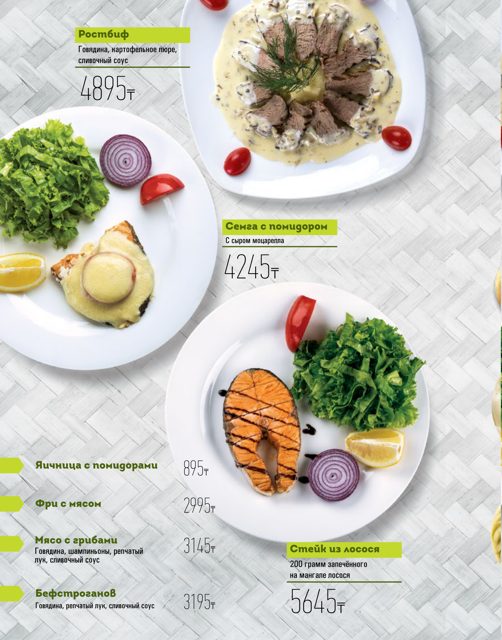 Ростбиф
Говядина, картофельное пюре,
сливочный соус
4895₸
Семга с помидором
С сыром моцарелла
4245₸
Яичница с помидорами 895₸
Фри с мясом 2995₸
Мясо с грибами 3145₸
Говядина, шампиньоны, репчатый
лук, сливочный соус
Бефстроганов 3195₸
Говядина, репчатый лук, сливочный соус
Стейк из лосося
200 грамм запечённого
на мангале лосося
5645₸